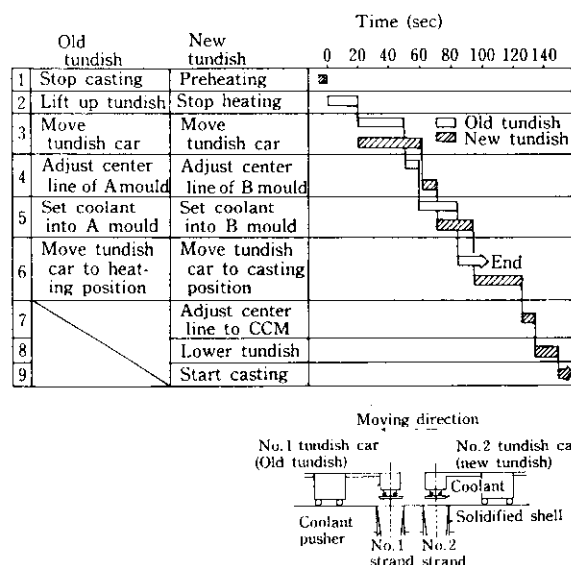 Time (sec)
Old tundish New tundish 0 20 40 60 80 100 120 140
1 Stop casting Preheating
2 Lift up tundish Stop heating
3 Move tundish car Move tundish car
Old tundish
New tundish
4 Adjust center line of A mould Adjust center line of B mould
5 Set coolant into A mould Set coolant into B mould
6 Move tundish car to heat-ing position Move tundish car to casting position
End
7 Adjust center line to CCM
8 Lower tundish
9 Start casting
Moving direction
No.1 tundish car No.2 tundish ca
(Old tundish) (new tundish)
Coolant
Coolant pusher Solidified shell
No.1 strand No.2 strand